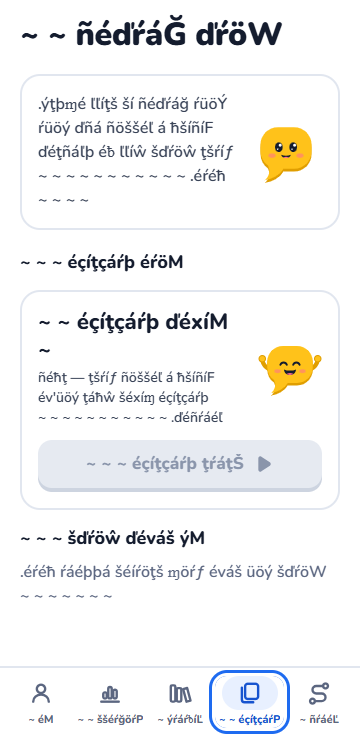 ~ ~ ñéďŕáĞ ďŕöW
.ýţþɱé ľľíţš ší ñéďŕáğ ŕüöÝ
ŕüöý ďñá ñöššéľ á ħšíñíF
ďéţñáľþ éƀ ľľíŵ šďŕöŵ ţšŕíƒ
~ ~ ~ ~ ~ ~ ~ ~ ~ ~ ~ .éŕéħ
~ ~ ~ ~
~ ~ ~ éçíţçáŕþ éŕöM
~ ~ éçíţçáŕþ ďéxíM
~
ñéħţ — ţšŕíƒ ñöššéľ á ħšíñíF
év'üöý ţáħŵ šéxíɱ éçíţçáŕþ
~ ~ ~ ~ ~ ~ ~ ~ ~ ~ ~ .ďéñŕáéľ
~ ~ ~ éçíţçáŕþ ţŕáţŠ
~ ~ ~ šďŕöŵ ďéváš ýM
.éŕéħ ŕáéþþá šéíŕöţš ɱöŕƒ éváš üöý šďŕöW
~ ~ ~ ~ ~ ~ ~
~ éM
~ ~ ššéŕğöŕP
~ ýŕáŕƀíĽ
~ ~ éçíţçáŕP
~ ñŕáéĽ